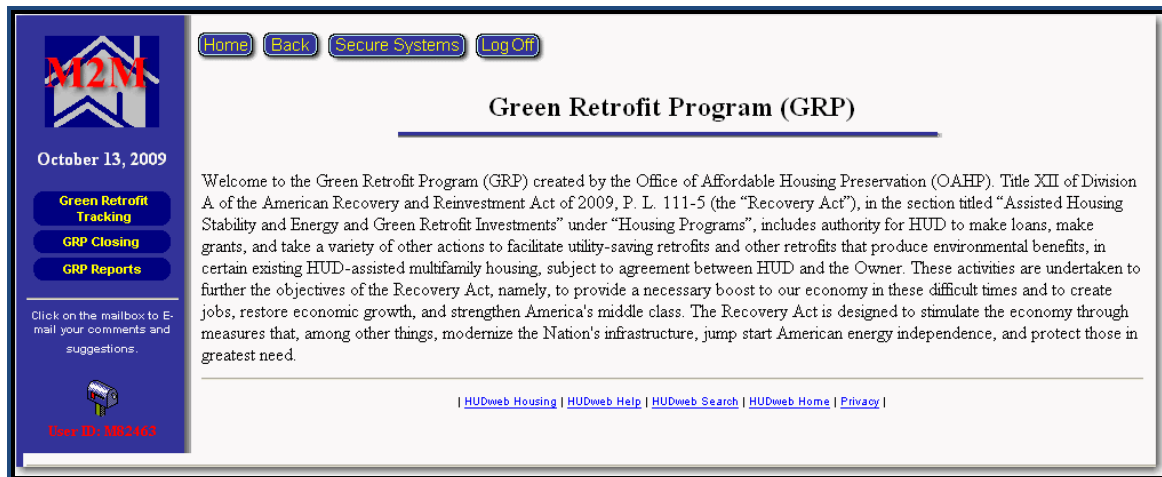 M2M
October 13, 2009
Green Retrofit
Tracking
GRP Closing
GRP Reports
Click on the mailbox to E-
mail your comments and
suggestions.
User ID: M82463
Home Back Secure Systems Log Off
Green Retrofit Program (GRP)
Welcome to the Green Retrofit Program (GRP) created by the Office of Affordable Housing Preservation (OAHP). Title XII of Division
A of the American Recovery and Reinvestment Act of 2009, P. L. 111-5 (the “Recovery Act”), in the section titled “Assisted Housing
Stability and Energy and Green Retrofit Investments” under “Housing Programs”, includes authority for HUD to make loans, make
grants, and take a variety of other actions to facilitate utility-saving retrofits and other retrofits that produce environmental benefits, in
certain existing HUD-assisted multifamily housing, subject to agreement between HUD and the Owner. These activities are undertaken to
further the objectives of the Recovery Act, namely, to provide a necessary boost to our economy in these difficult times and to create
jobs, restore economic growth, and strengthen America's middle class. The Recovery Act is designed to stimulate the economy through
measures that, among other things, modernize the Nation's infrastructure, jump start American energy independence, and protect those in
greatest need.
| HUDweb Housing | HUDweb Help | HUDweb Search | HUDweb Home | Privacy |